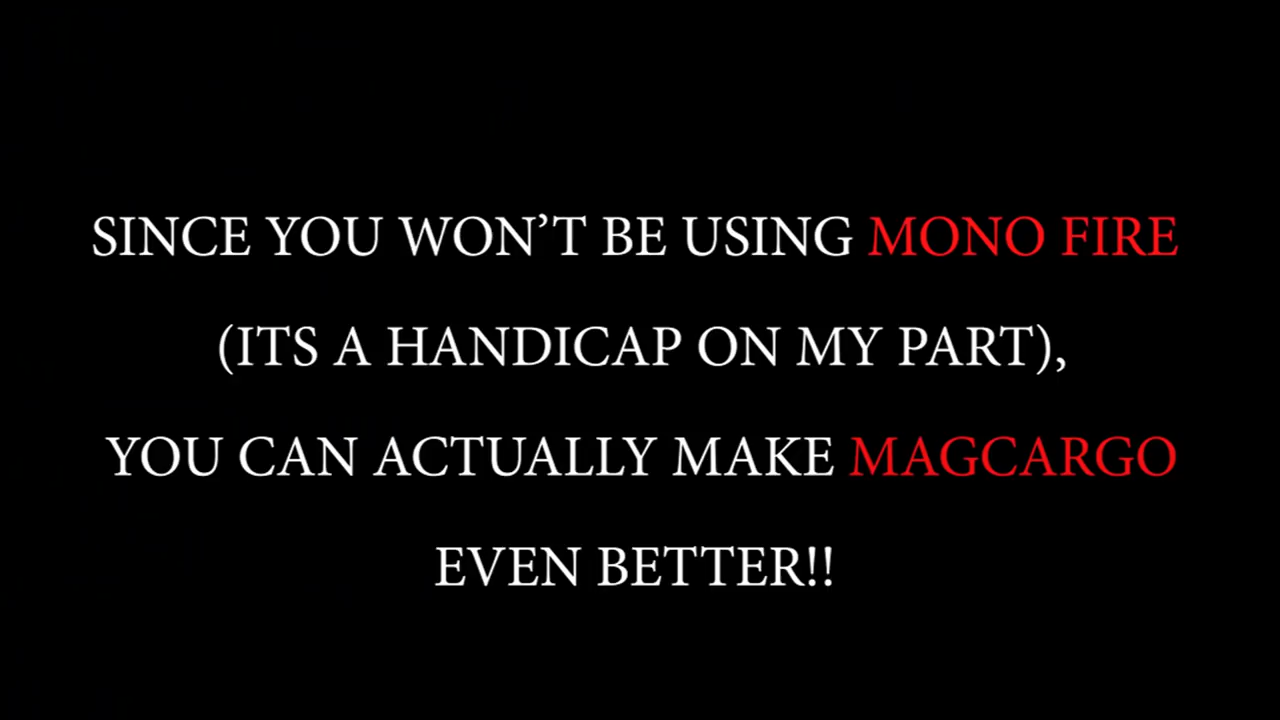 SINCE YOU WON’T BE USING MONO FIRE
(ITS A HANDICAP ON MY PART),
YOU CAN ACTUALLY MAKE MAGCARGO
EVEN BETTER!!